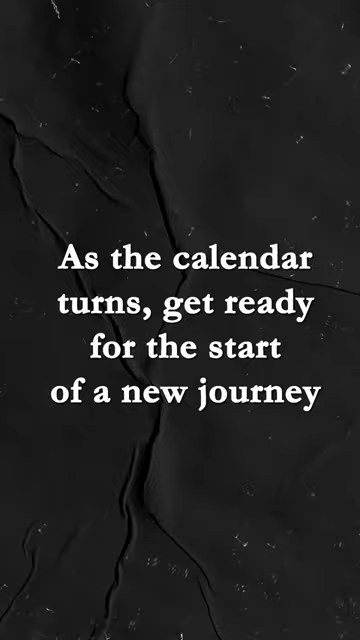 As the calendar
turns, get ready
for the start
of a new journey